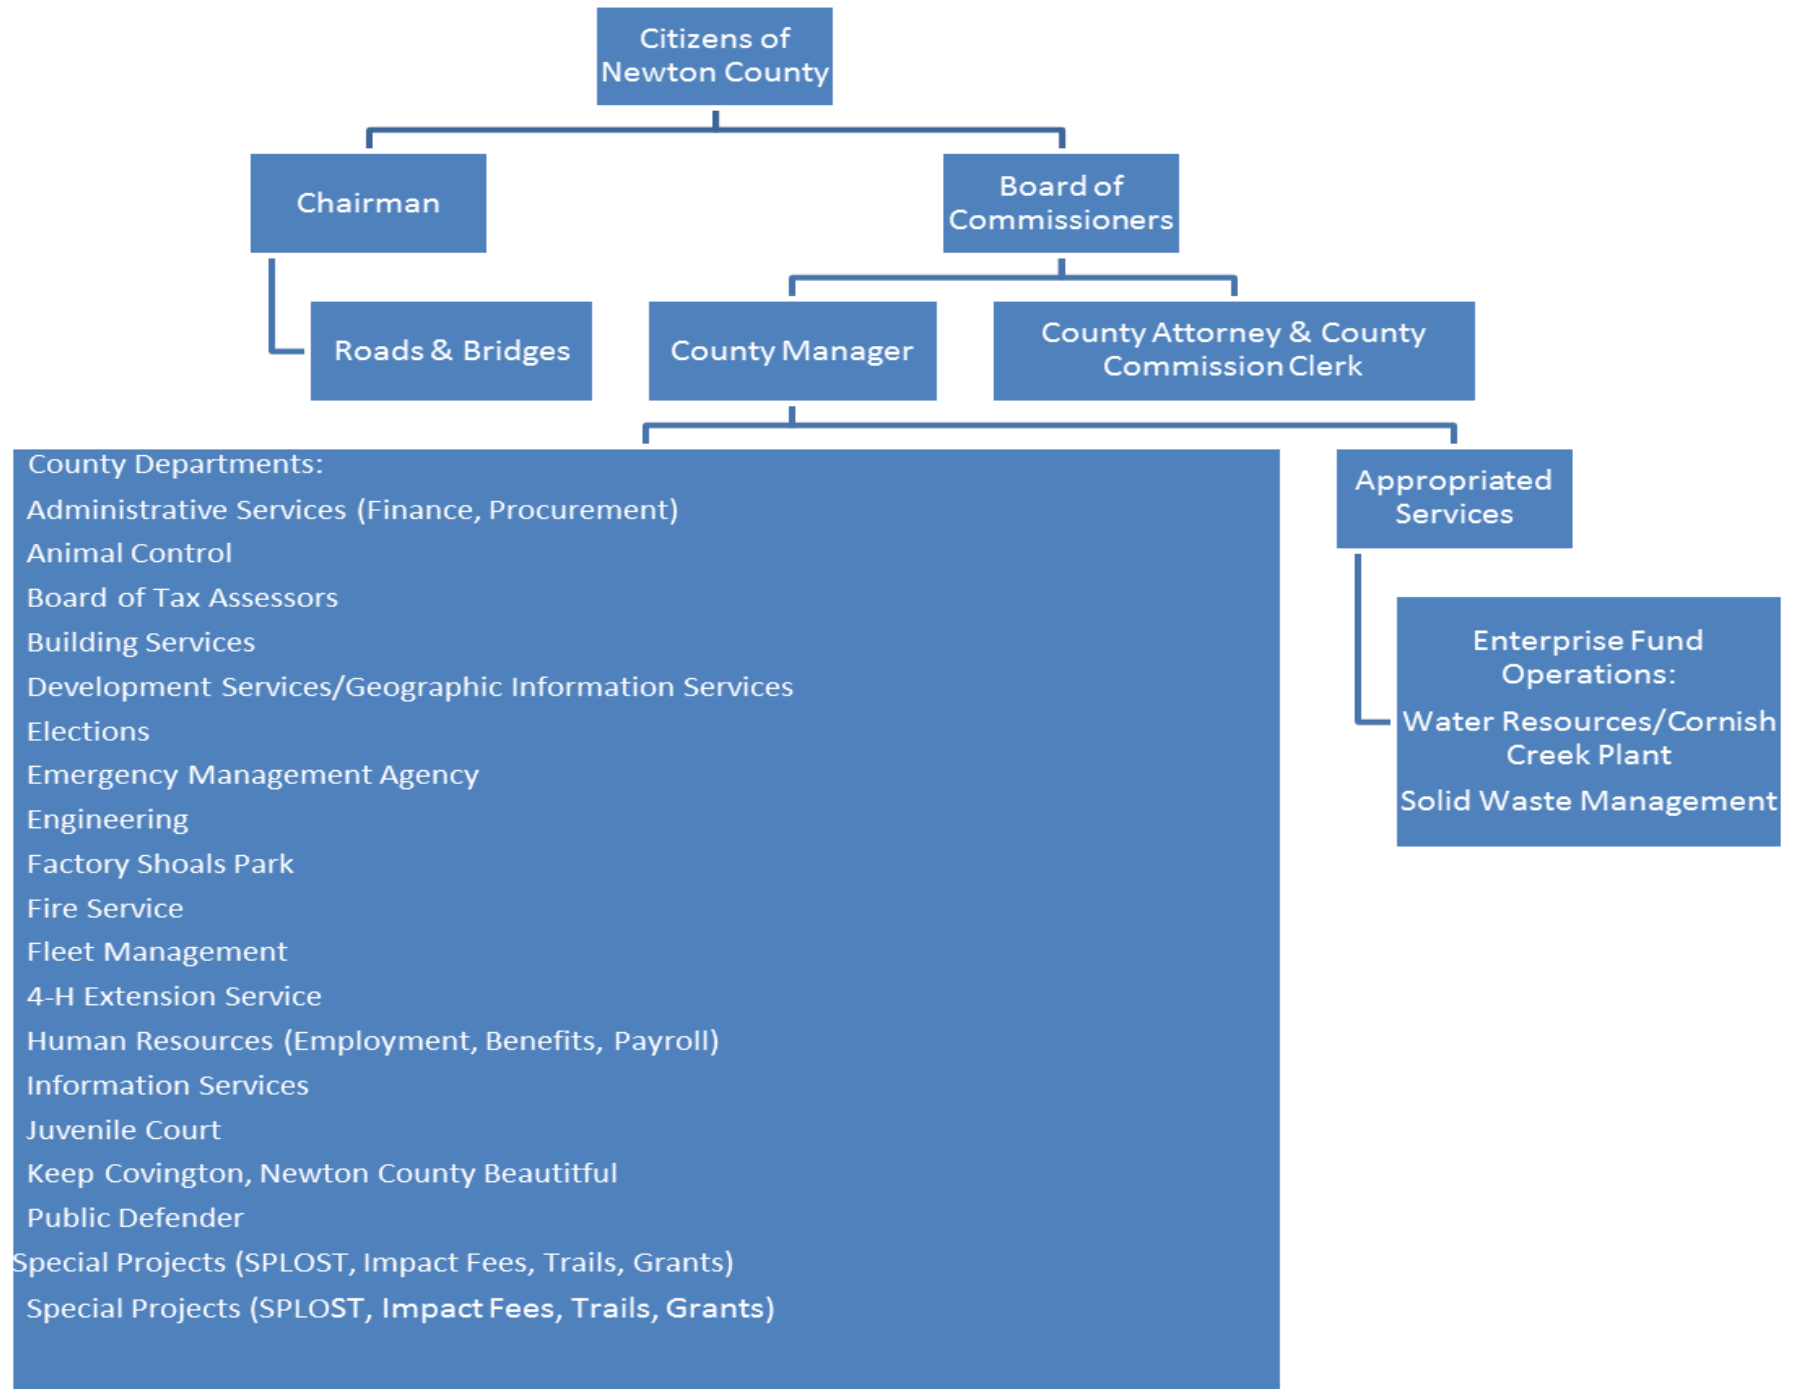 Citizens of
Newton County
Chairman
Board of
Commissioners
Roads & Bridges
County Manager
County Attorney & County
Commission Clerk
County Departments:
Administrative Services (Finance, Procurement)
Animal Control
Board of Tax Assessors
Building Services
Development Services/Geographic Information Services
Elections
Emergency Management Agency
Engineering
Factory Shoals Park
Fire Service
Fleet Management
4-H Extension Service
Human Resources (Employment, Benefits, Payroll)
Information Services
Juvenile Court
Keep Covington, Newton County Beautitful
Public Defender
Special Projects (SPLOST, Impact Fees, Trails, Grants)
Special Projects (SPLOST, Impact Fees, Trails, Grants)
Appropriated
Services
Enterprise Fund
Operations:
Water Resources/Cornish
Creek Plant
Solid Waste Management